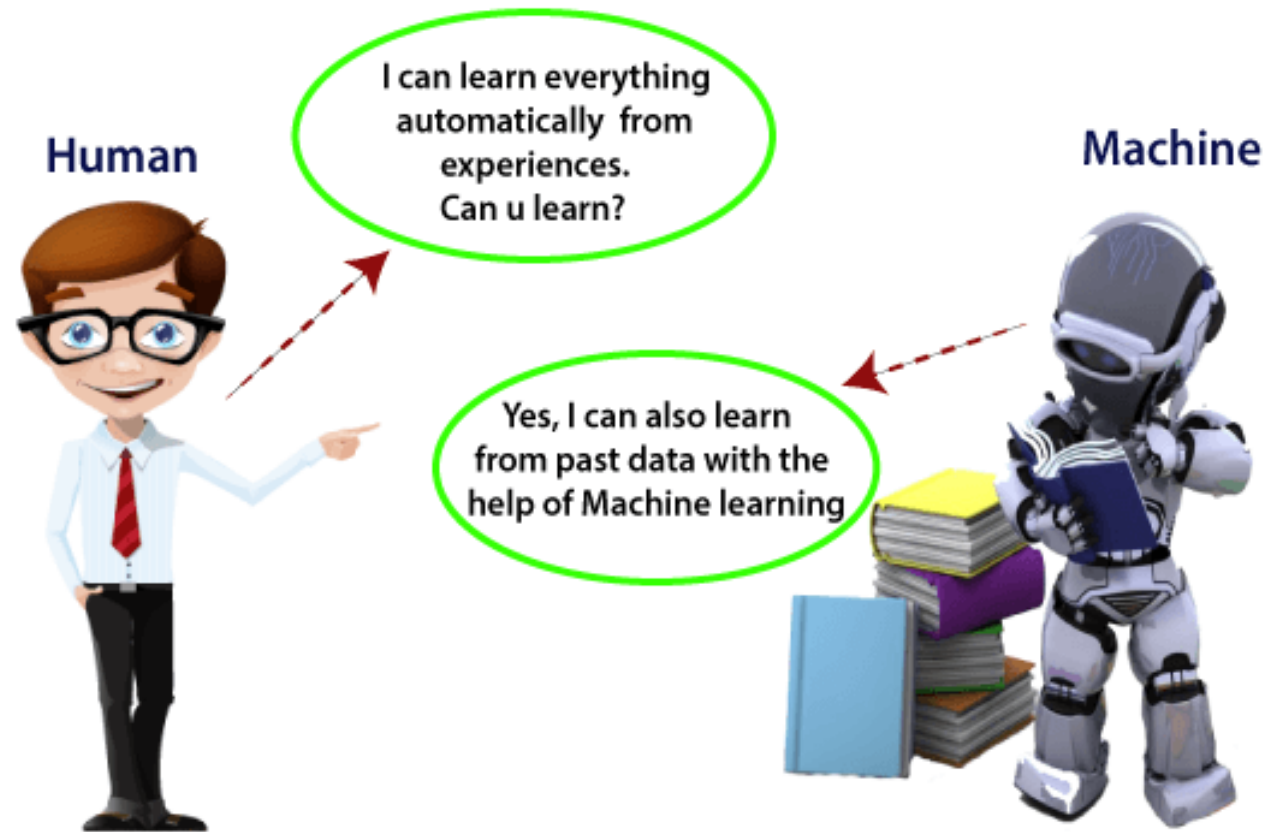 Human
I can learn everything
automatically from
experiences.
Can u learn?
Machine
Yes, I can also learn
from past data with the
help of Machine learning